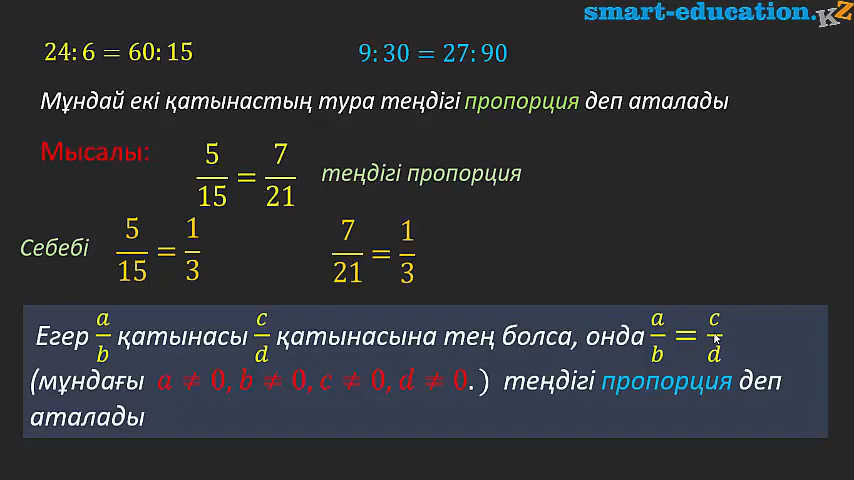 smart-education.KZ
24:6 = 60:15 9:30 = 27:90
Мұндай екі қатынастың тура теңдігі пропорция деп аталады
Мысалы: 5/15 = 7/21 теңдігі пропорция
Себебі 5/15 = 1/3 7/21 = 1/3
Егер a/b қатынасы c/d қатынасына тең болса, онда a/b = c/d
(мұндағы a ≠ 0, b ≠ 0, c ≠ 0, d ≠ 0.) теңдігі пропорция деп
аталады